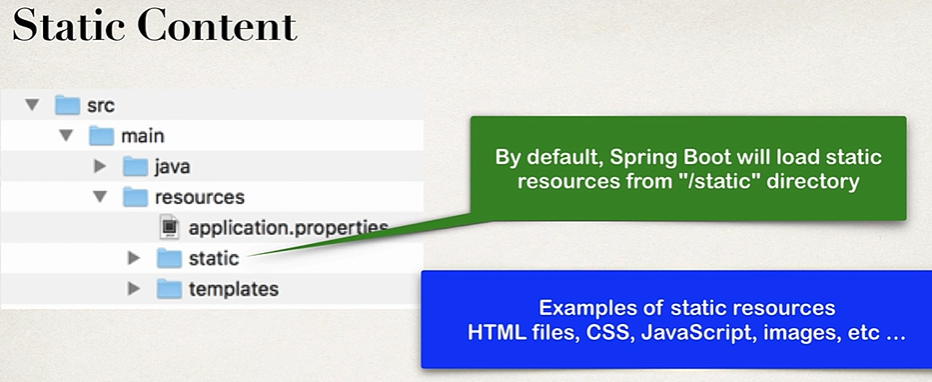 Static Content
src
main
java
resources
application.properties
static
templates
By default, Spring Boot will load static
resources from "/static" directory
Examples of static resources
HTML files, CSS, JavaScript, images, etc ...